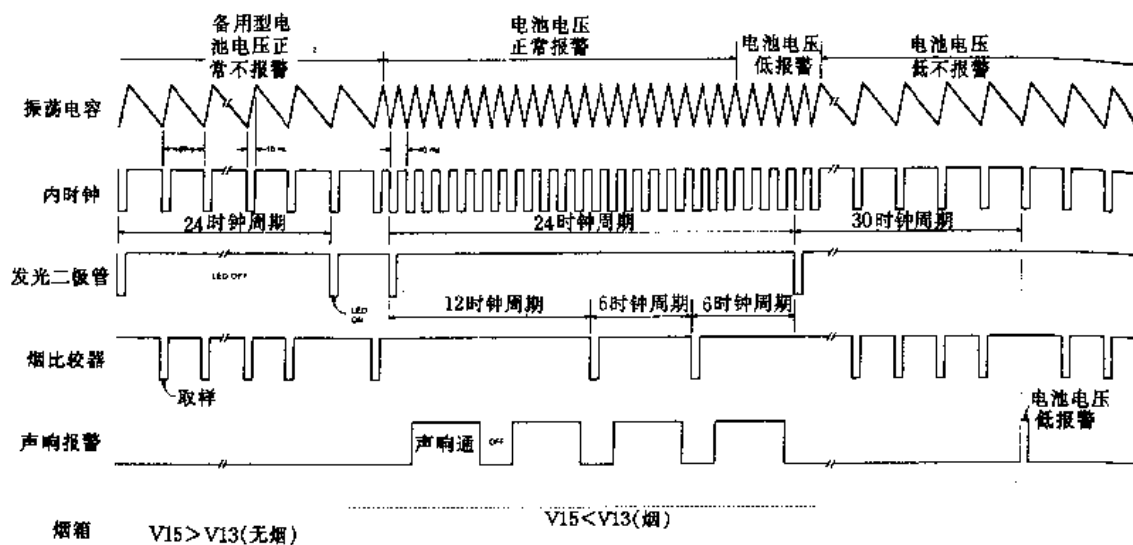 备用型电
池电压正
常不报警
电池电压
正常报警
电池电压
低报警
电池电压
低不报警
振荡电容
内时钟
24时钟周期
24时钟周期
30时钟周期
发光二极管
LED OFF
LED
ON
12时钟周期
6时钟周期
6时钟周期
烟比较器
取样
电池电压
低报警
声响报警
声响通
OFF
烟箱
V15>V13(无烟)
V15<V13(烟)